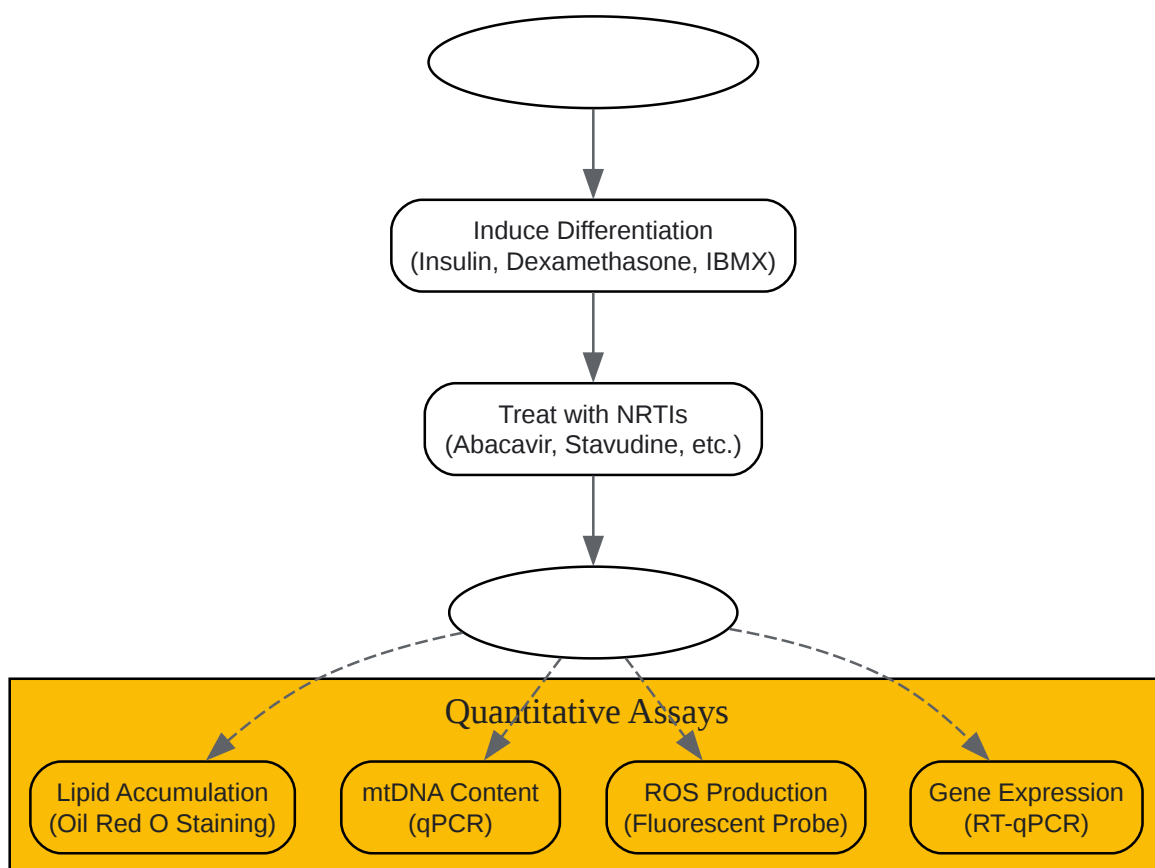 Induce Differentiation
(Insulin, Dexamethasone, IBMX)
Treat with NRTIs
(Abacavir, Stavudine, etc.)
Quantitative Assays
Lipid Accumulation
(Oil Red O Staining)
mtDNA Content
(qPCR)
ROS Production
(Fluorescent Probe)
Gene Expression
(RT-qPCR)